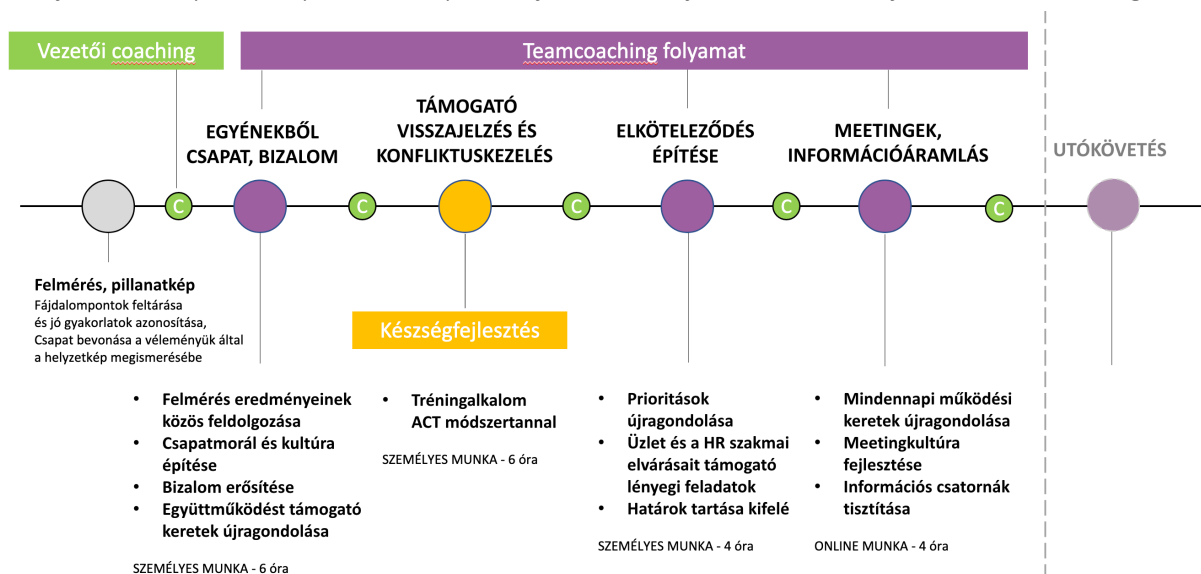 Vezetői coaching
Teamcoaching folyamat
EGYÉNEKBŐL
CSAPAT, BIZALOM
TÁMOGATÓ
VISSZAJELZÉS ÉS
KONFLIKTUSKEZELÉS
ELKÖTELEZŐDÉS
ÉPÍTÉSE
MEETINGEK,
INFORMÁCIÓÁRAMLÁS
UTÓKÖVETÉS
C
C
C
C
C
Felmérés, pillanatkép
Fájdalompontok feltárása
és jó gyakorlatok azonosítása,
Csapat bevonása a véleményük által
a helyzetkép megismerésébe
Készségfejlesztés
• Felmérés eredményeinek
közös feldolgozása
• Csapatmorál és kultúra
építése
• Bizalom erősítése
• Együttműködést támogató
keretek újragondolása
SZEMÉLYES MUNKA - 6 óra
• Tréningalkalom
ACT módszertannal
SZEMÉLYES MUNKA - 6 óra
• Prioritások
újragondolása
• Üzlet és a HR szakmai
elvárásait támogató
lényegi feladatok
• Határok tartása kifelé
SZEMÉLYES MUNKA - 4 óra
• Mindennapi működési
keretek újragondolása
• Meetingkultúra
fejlesztése
• Információs csatornák
tisztítása
ONLINE MUNKA - 4 óra